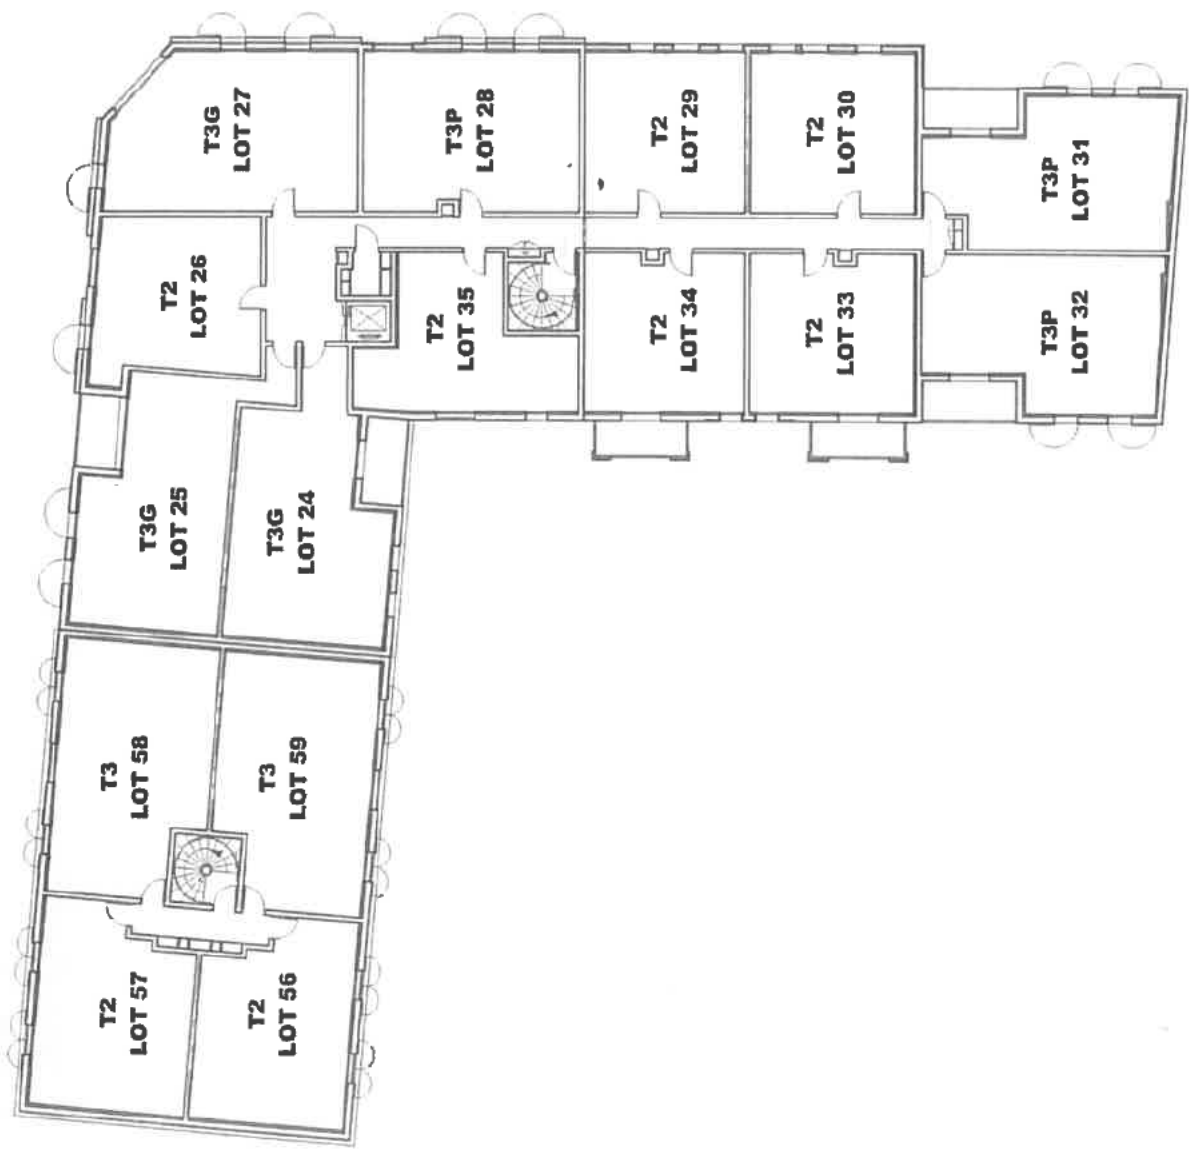 T3G
LOT 27
T3P
LOT 28
T2
LOT 29
T2
LOT 30
T3P
LOT 31
T2
LOT 26
T2
LOT 35
T2
LOT 34
T2
LOT 33
T3P
LOT 32
T3G
LOT 25
T3G
LOT 24
T3
LOT 58
T3
LOT 59
T2
LOT 57
T2
LOT 56